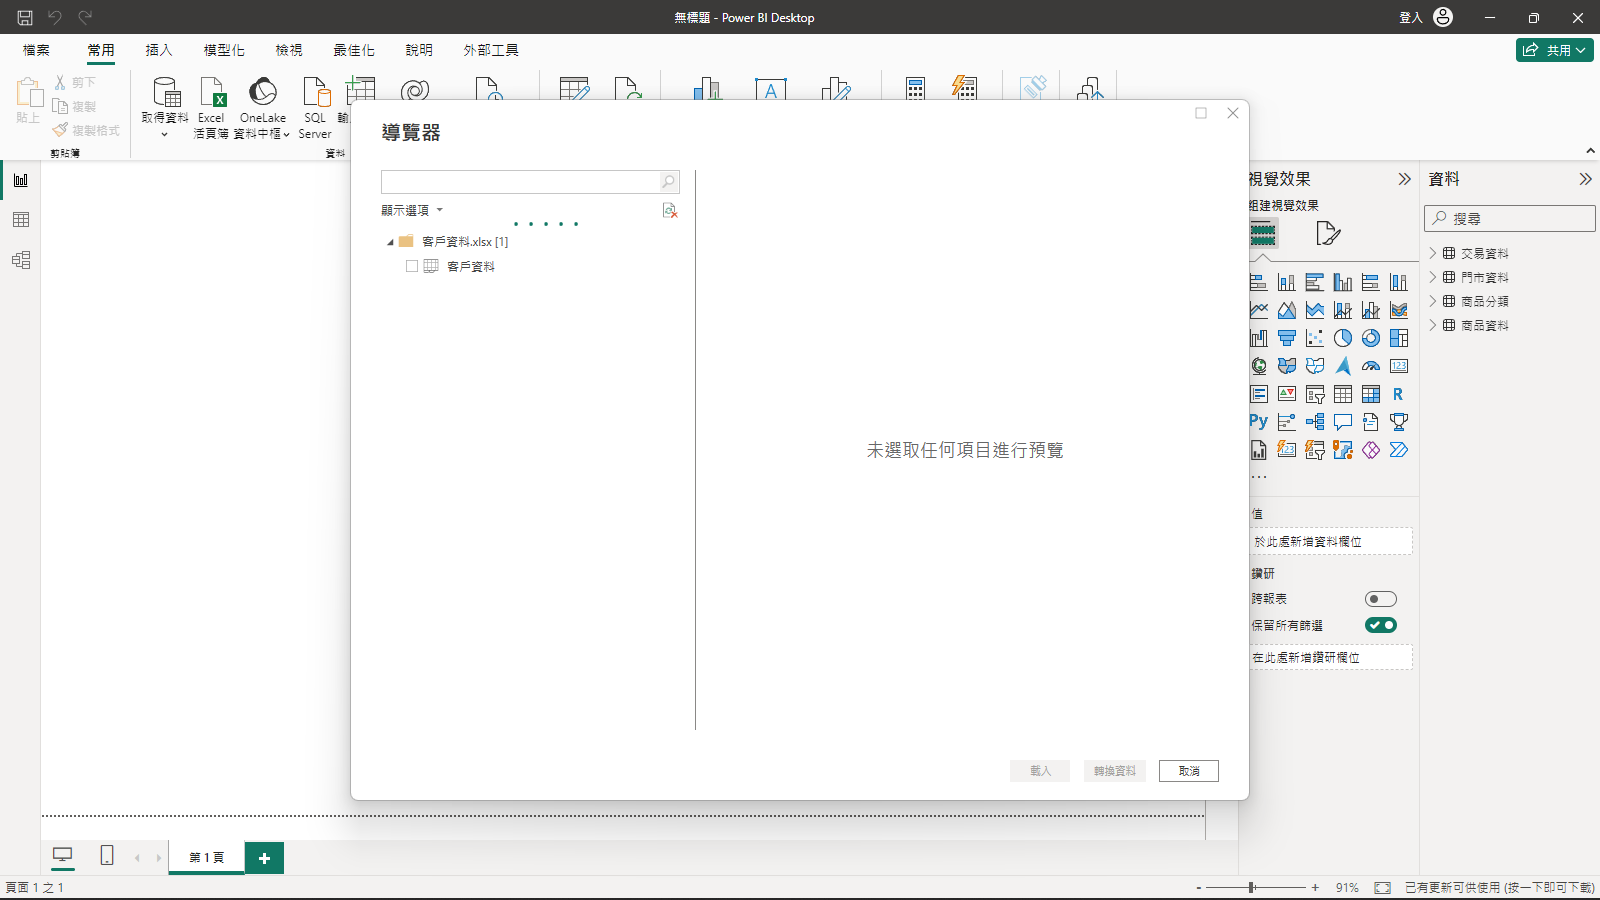 無標題 - Power BI Desktop
登入
檔案
常用
插入
模型化
檢視
最佳化
說明
外部工具
共用
貼上
剪下
複製
複製格式
剪貼簿
取得資料
Excel
活頁簿
OneLake
資料中樞
SQL
Server
資料
導覽器
顯示選項
客戶資料.xlsx [1]
客戶資料
未選取任何項目進行預覽
載入
轉換資料
取消
視覺效果
組建視覺效果
值
於此處新增資料欄位
鑽研
跨報表
保留所有篩選
在此處新增鑽研欄位
資料
搜尋
交易資料
門市資料
商品分類
商品資料
第 1 頁
頁面 1 之 1
91%
已有更新可供使用 (按一下即可下載)